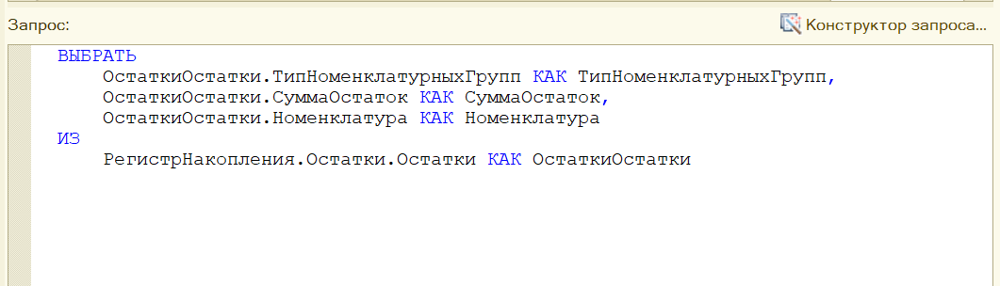 Запрос:
Конструктор запроса...
ВЫБРАТЬ
ОстаткиОстатки.ТипНоменклатурныхГрупп КАК ТипНоменклатурныхГрупп,
ОстаткиОстатки.СуммаОстаток КАК СуммаОстаток,
ОстаткиОстатки.Номенклатура КАК Номенклатура
ИЗ
РегистрНакопления.Остатки.Остатки КАК ОстаткиОстатки